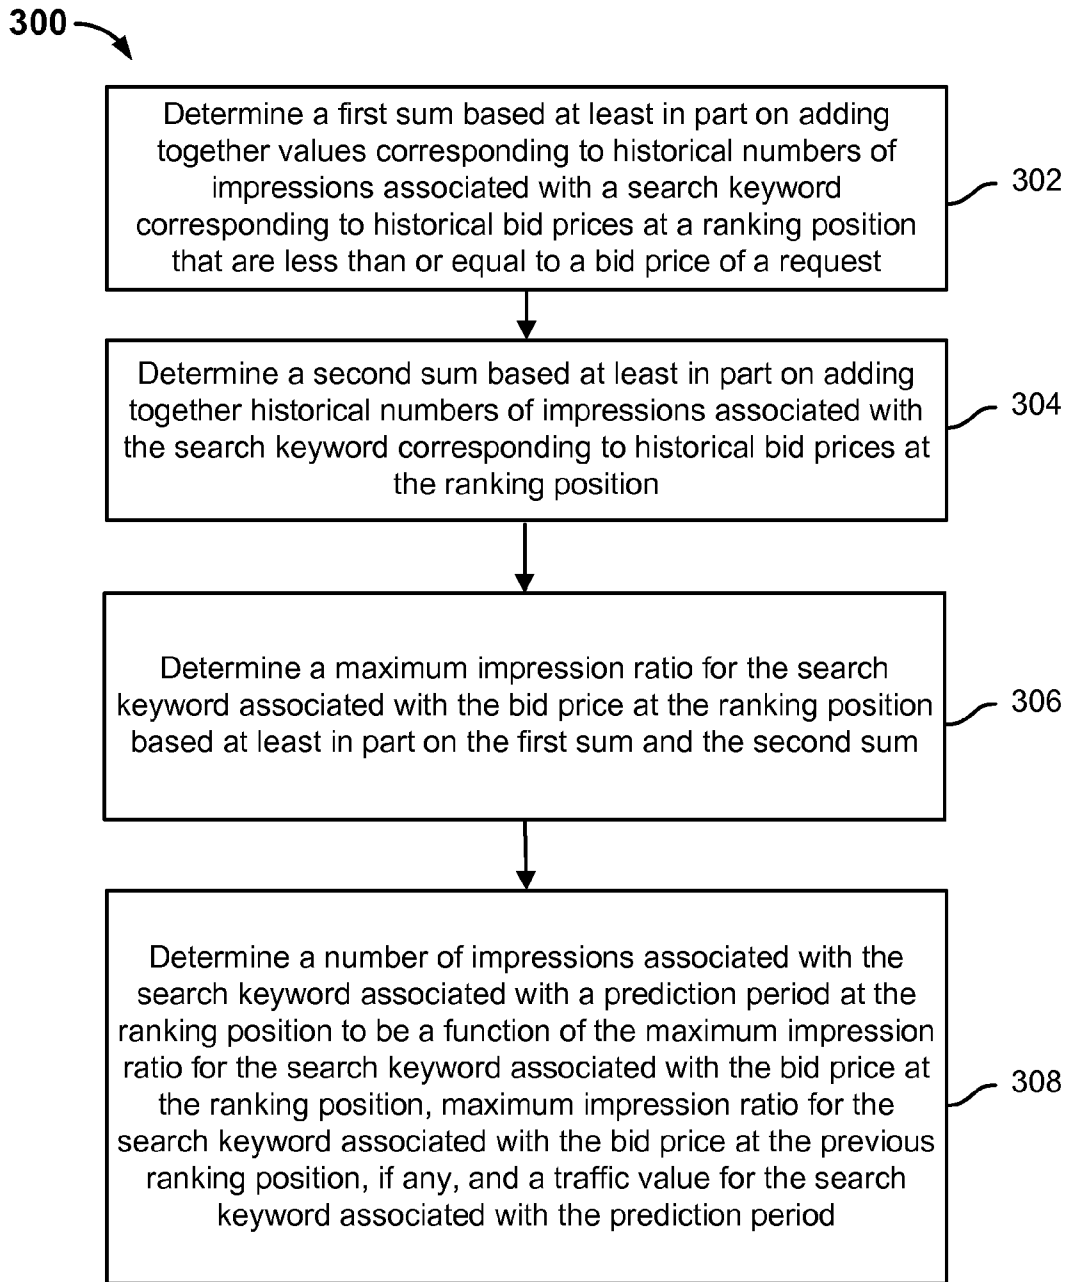 300
Determine a first sum based at least in part on adding
together values corresponding to historical numbers of
impressions associated with a search keyword
corresponding to historical bid prices at a ranking position
that are less than or equal to a bid price of a request
302
Determine a second sum based at least in part on adding
together historical numbers of impressions associated with
the search keyword corresponding to historical bid prices at
the ranking position
304
Determine a maximum impression ratio for the search
keyword associated with the bid price at the ranking position
based at least in part on the first sum and the second sum
306
Determine a number of impressions associated with the
search keyword associated with a prediction period at the
ranking position to be a function of the maximum impression
ratio for the search keyword associated with the bid price at
the ranking position, maximum impression ratio for the
search keyword associated with the bid price at the previous
ranking position, if any, and a traffic value for the search
keyword associated with the prediction period
308